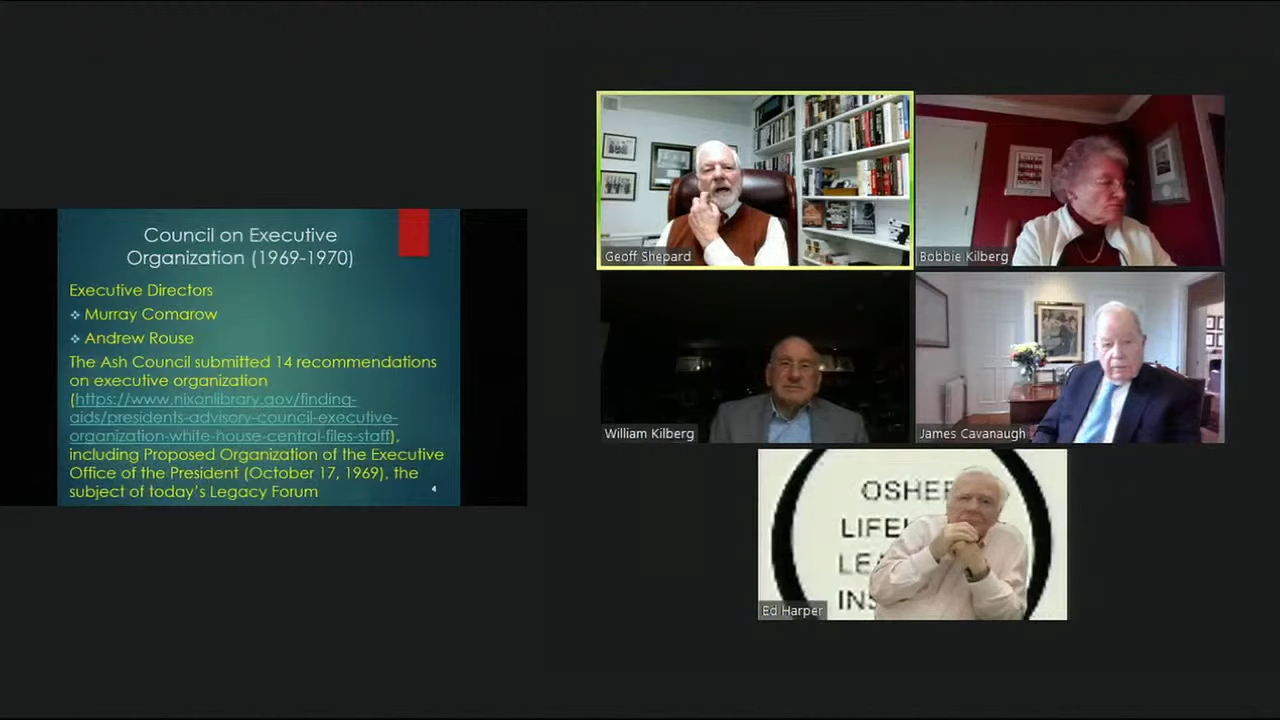 Council on Executive
Organization (1969-1970)
Executive Directors
❖ Murray Comarow
❖ Andrew Rouse
The Ash Council submitted 14 recommendations
on executive organization
(https://www.nixonlibrary.gov/finding-
aids/presidents-advisory-council-executive-
organization-white-house-central-files-staff),
including Proposed Organization of the Executive
Office of the President (October 17, 1969), the
subject of today's Legacy Forum
4
Geoff Shepard
Bobbie Kilberg
William Kilberg
James Cavanaugh
OSHE
LIFE
LE
INS
Ed Harper